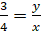 3/4 = y/x